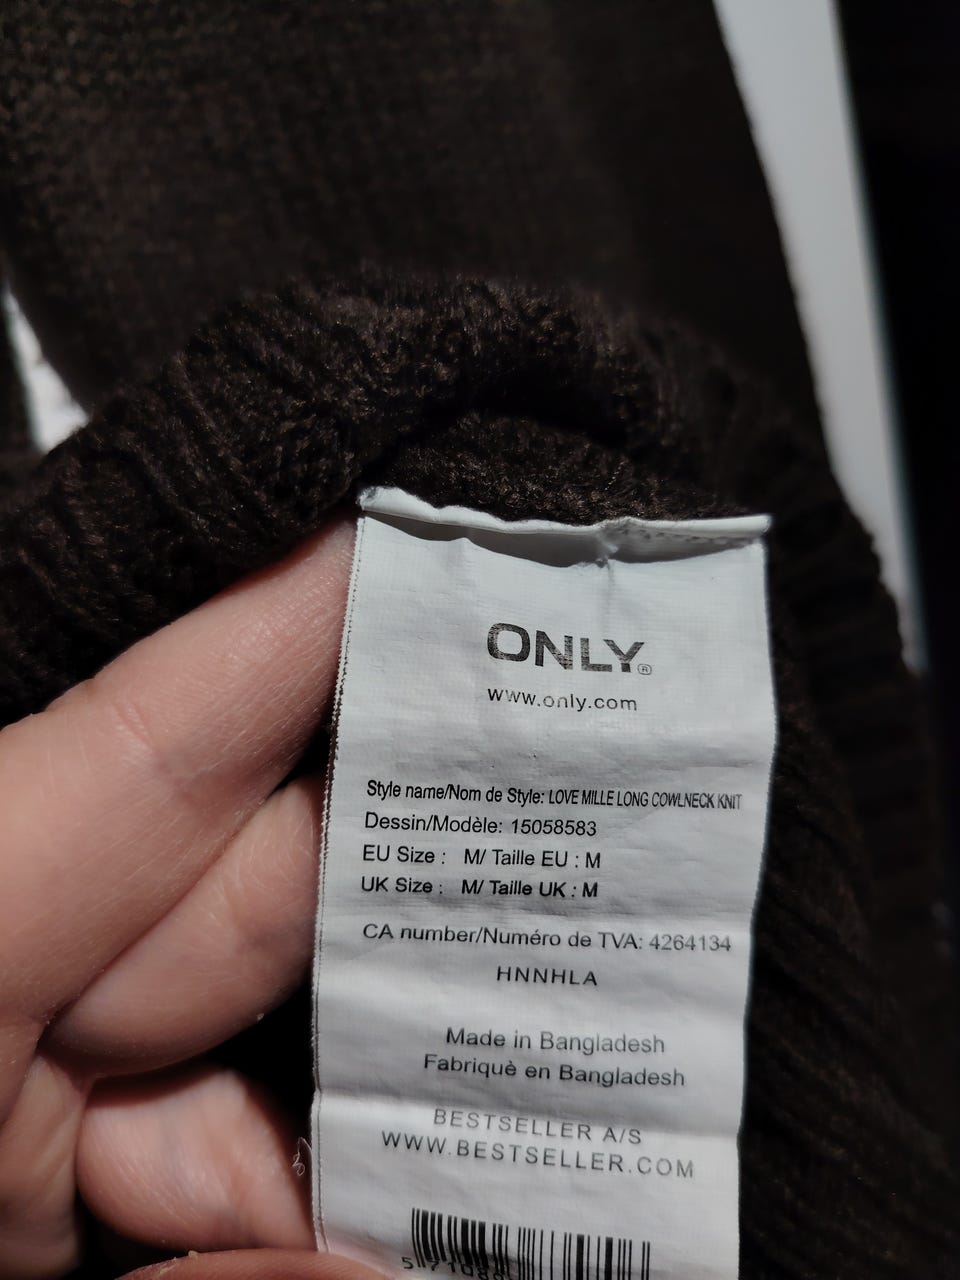 ONLY®
www.only.com
Style name/Nom de Style: LOVE MILLE LONG COWLNECK KNIT
Dessin/Modèle: 15058583
EU Size : M/ Taille EU : M
UK Size : M/ Taille UK : M
CA number/Numéro de TVA: 4264134
HNNHLA
Made in Bangladesh
Fabriquè en Bangladesh
BESTSELLER A/S
WWW.BESTSELLER.COM